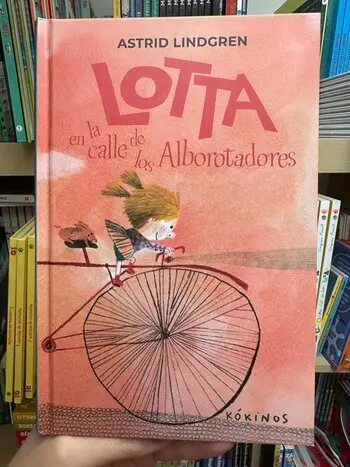 ASTRID LINDGREN
LOTTA
en la
calle de
los Alborotadores
KÓKINOS